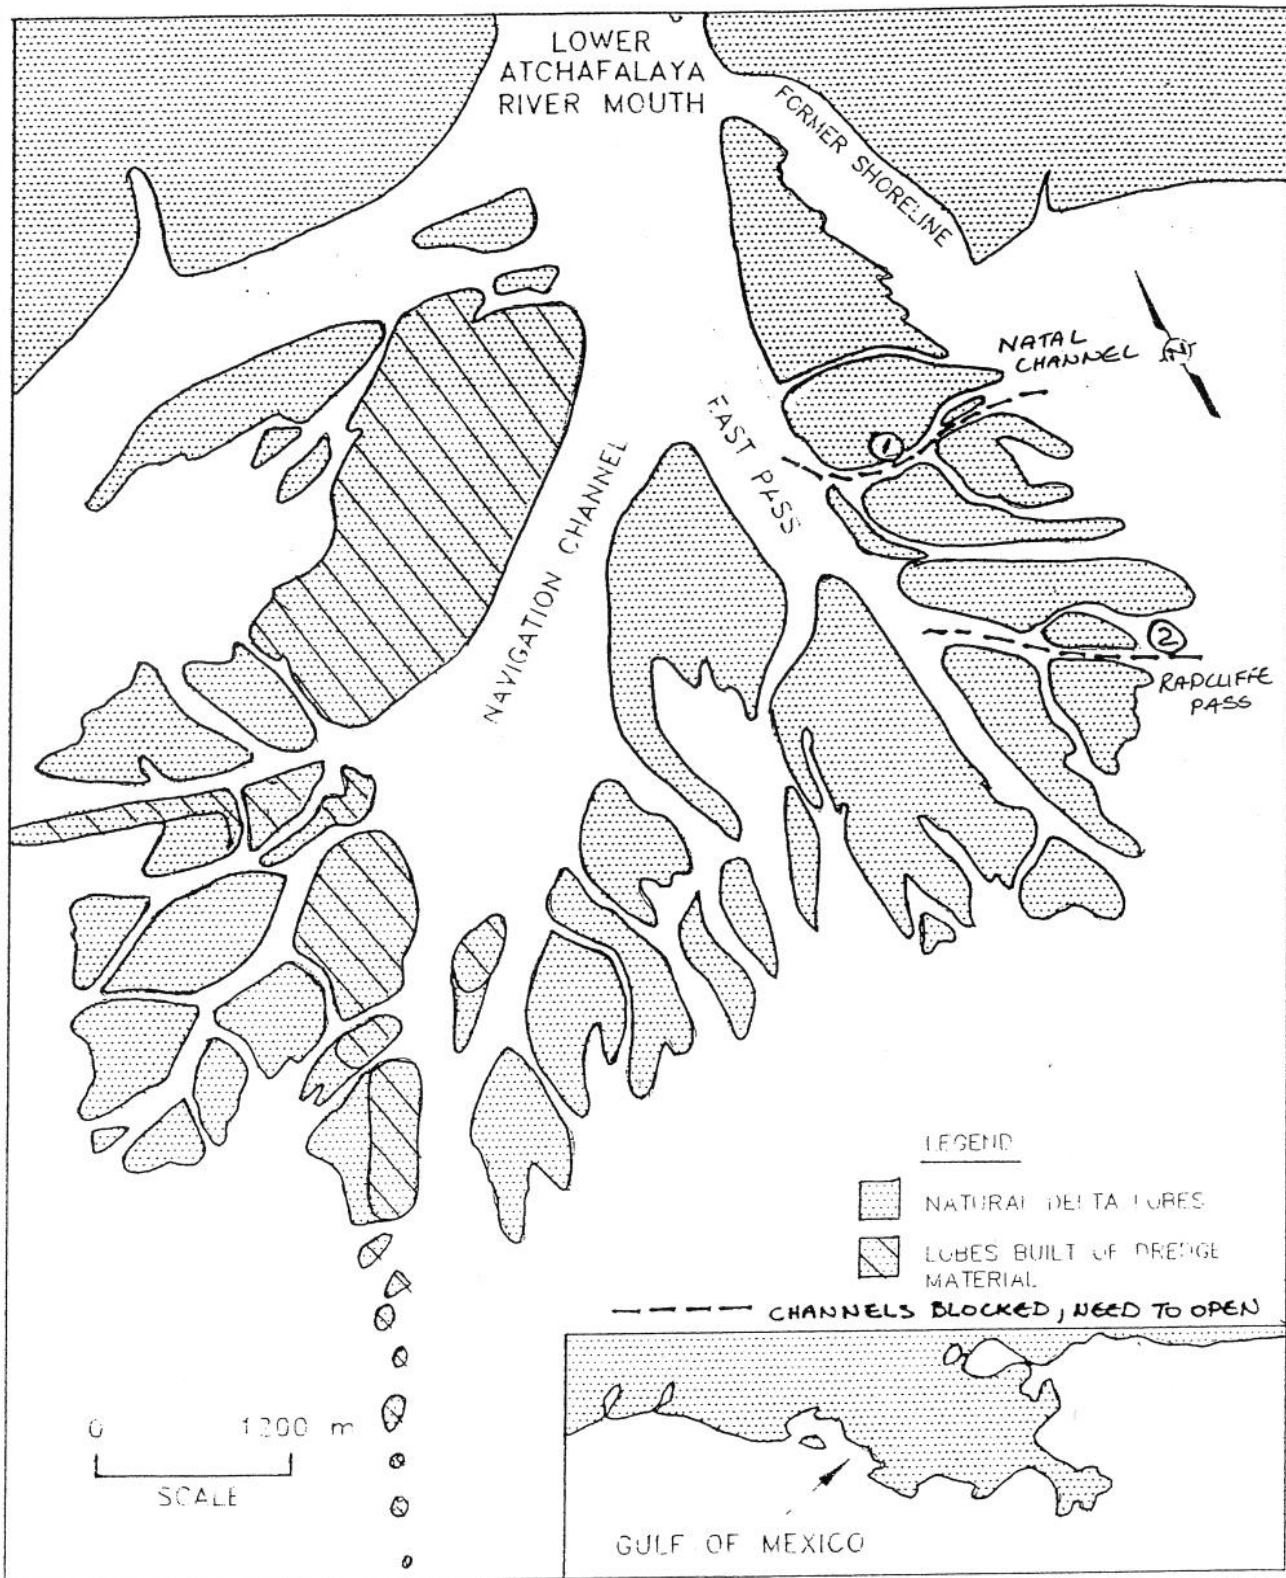 LOWER
ATCHAFALAYA
RIVER MOUTH
FORMER SHORELINE
NATAL
CHANNEL
N
1
EAST PASS
NAVIGATION CHANNEL
2
RADCLIFFE
PASS
LEGEND
NATURAL DELTA LOBES
LOBES BUILT OF DREDGE
MATERIAL
CHANNELS BLOCKED, NEED TO OPEN
0 1200 m
SCALE
GULF OF MEXICO